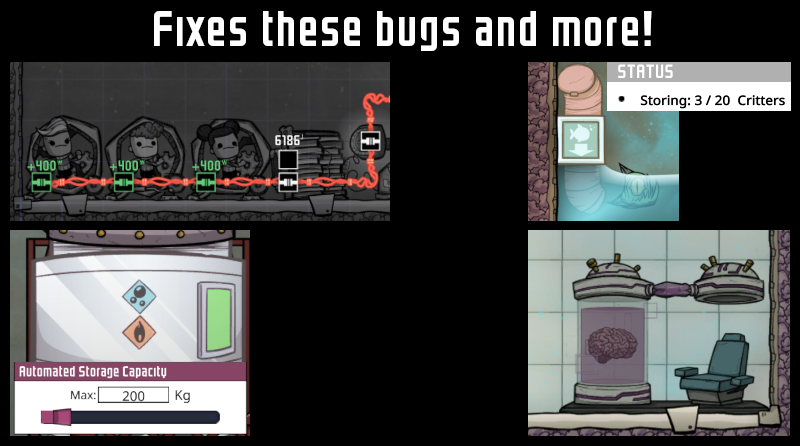 Fixes these bugs and more!
STATUS
• Storing: 3 / 20 Critters
6186ᴶ
+400ᵂ +400ᵂ +400ᵂ
Automated Storage Capacity
Max: 200 Kg